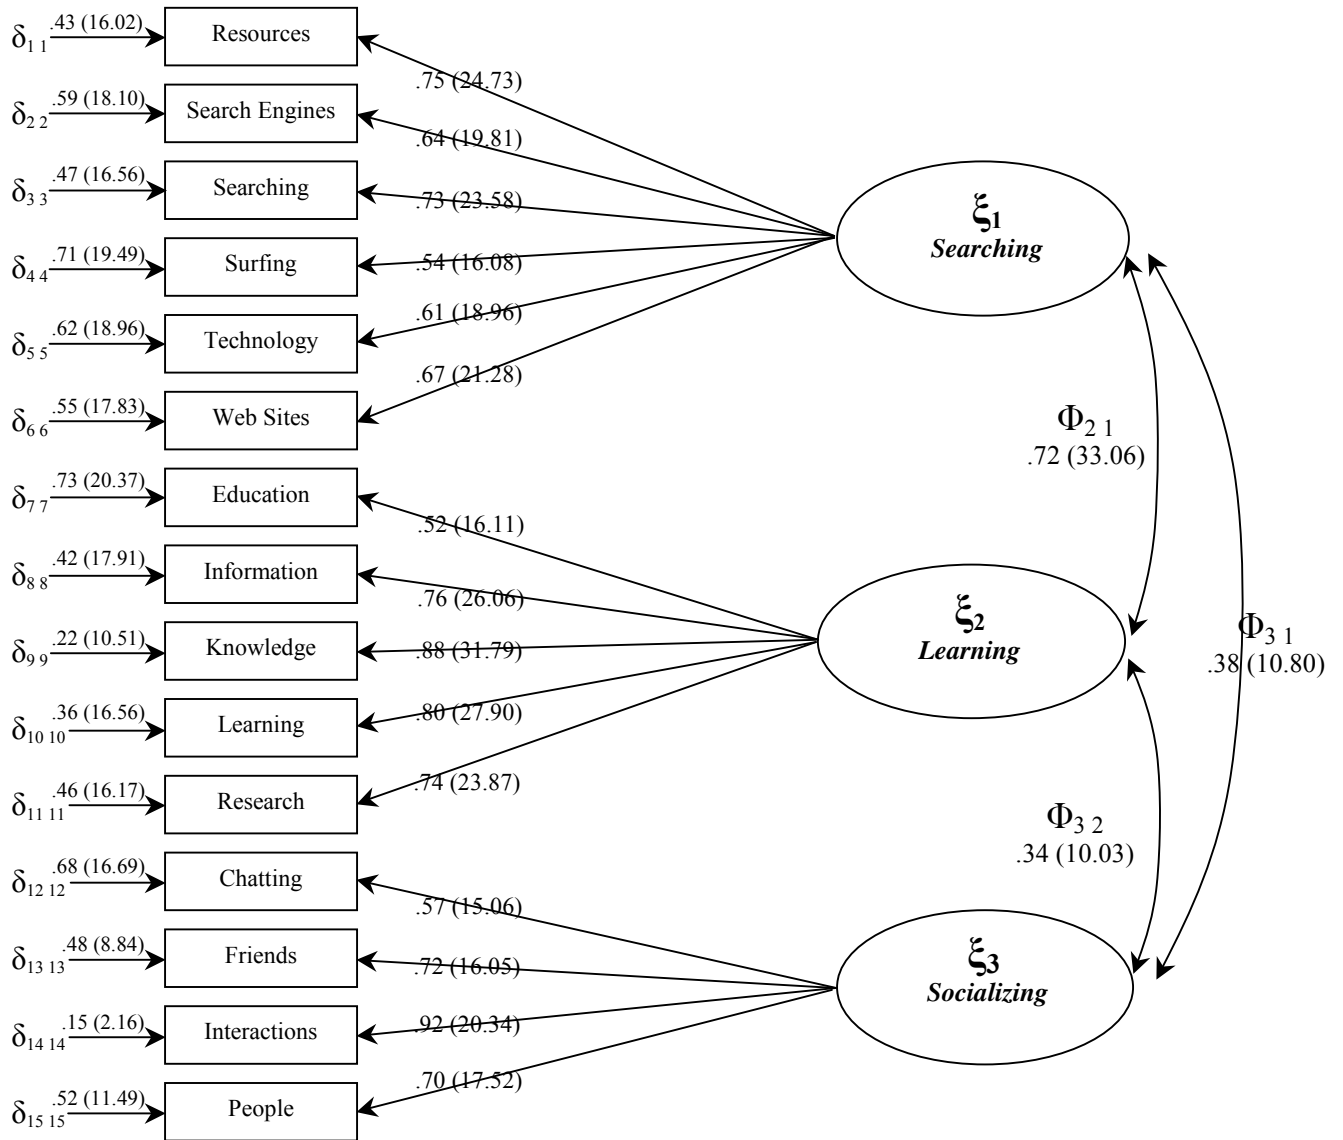 δ1 1 .43 (16.02) Resources
.75 (24.73)
δ2 2 .59 (18.10) Search Engines
.64 (19.81)
δ3 3 .47 (16.56) Searching
.73 (23.58)
ξ1
Searching
δ4 4 .71 (19.49) Surfing
.54 (16.08)
δ5 5 .62 (18.96) Technology
.61 (18.96)
.67 (21.28)
δ6 6 .55 (17.83) Web Sites
Φ2 1
.72 (33.06)
δ7 7 .73 (20.37) Education
.52 (16.11)
δ8 8 .42 (17.91) Information
.76 (26.06)
ξ2
Learning
δ9 9 .22 (10.51) Knowledge
.88 (31.79)
Φ3 1
.38 (10.80)
δ10 10 .36 (16.56) Learning
.80 (27.90)
.74 (23.87)
δ11 11 .46 (16.17) Research
Φ3 2
.34 (10.03)
δ12 12 .68 (16.69) Chatting
.57 (15.06)
δ13 13 .48 (8.84) Friends
.72 (16.05)
ξ3
Socializing
δ14 14 .15 (2.16) Interactions
.92 (20.34)
.70 (17.52)
δ15 15 .52 (11.49) People